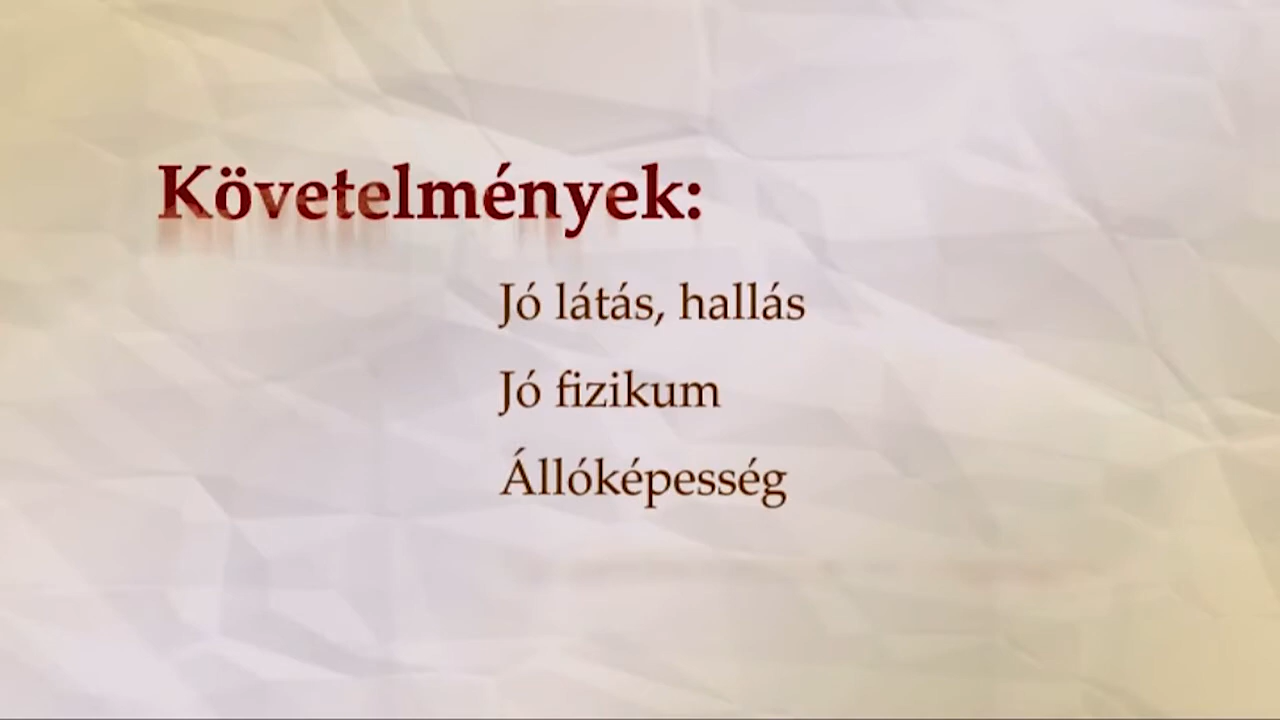 Követelmények:
Jó látás, hallás
Jó fizikum
Állóképesség